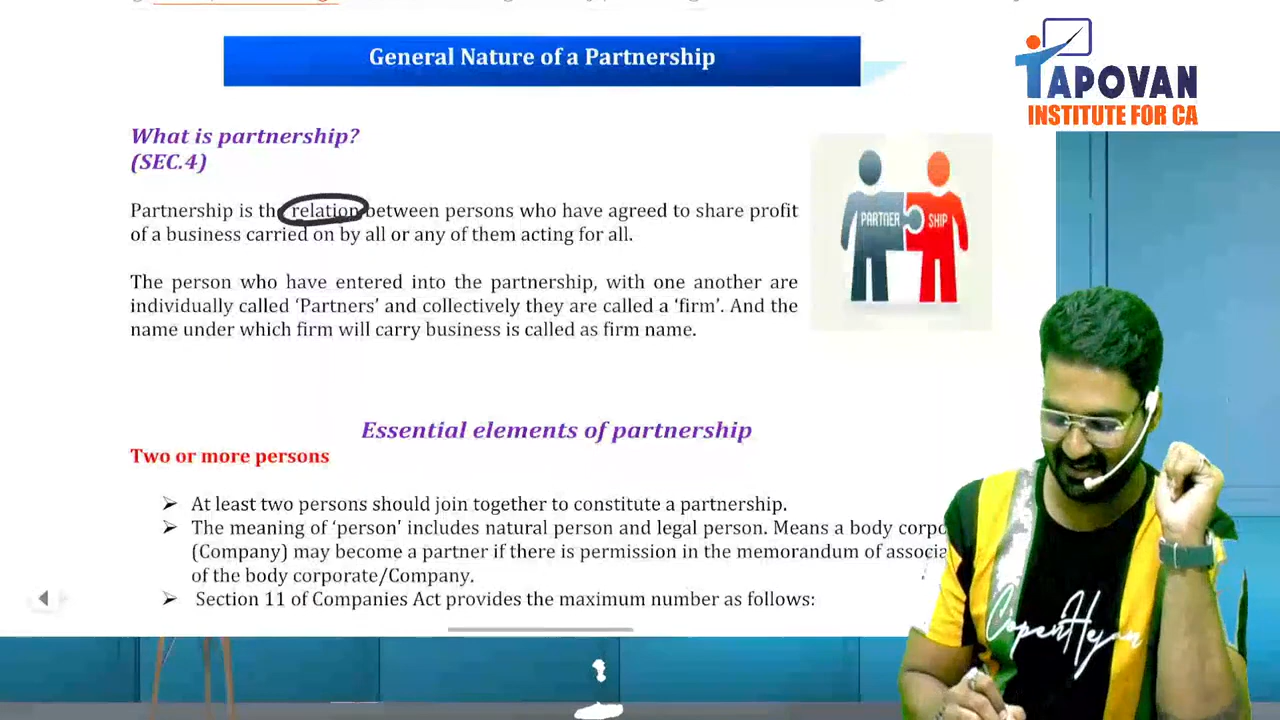 General Nature of a Partnership
TAPOVAN
INSTITUTE FOR CA
What is partnership?
(SEC.4)
Partnership is the relation between persons who have agreed to share profit
of a business carried on by all or any of them acting for all.
PARTNER SHIP
The person who have entered into the partnership, with one another are
individually called ‘Partners’ and collectively they are called a ‘firm’. And the
name under which firm will carry business is called as firm name.
Essential elements of partnership
Two or more persons
➢ At least two persons should join together to constitute a partnership.
➢ The meaning of ‘person’ includes natural person and legal person. Means a body corpo
(Company) may become a partner if there is permission in the memorandum of associa
of the body corporate/Company.
➢ Section 11 of Companies Act provides the maximum number as follows:
CopenHejan